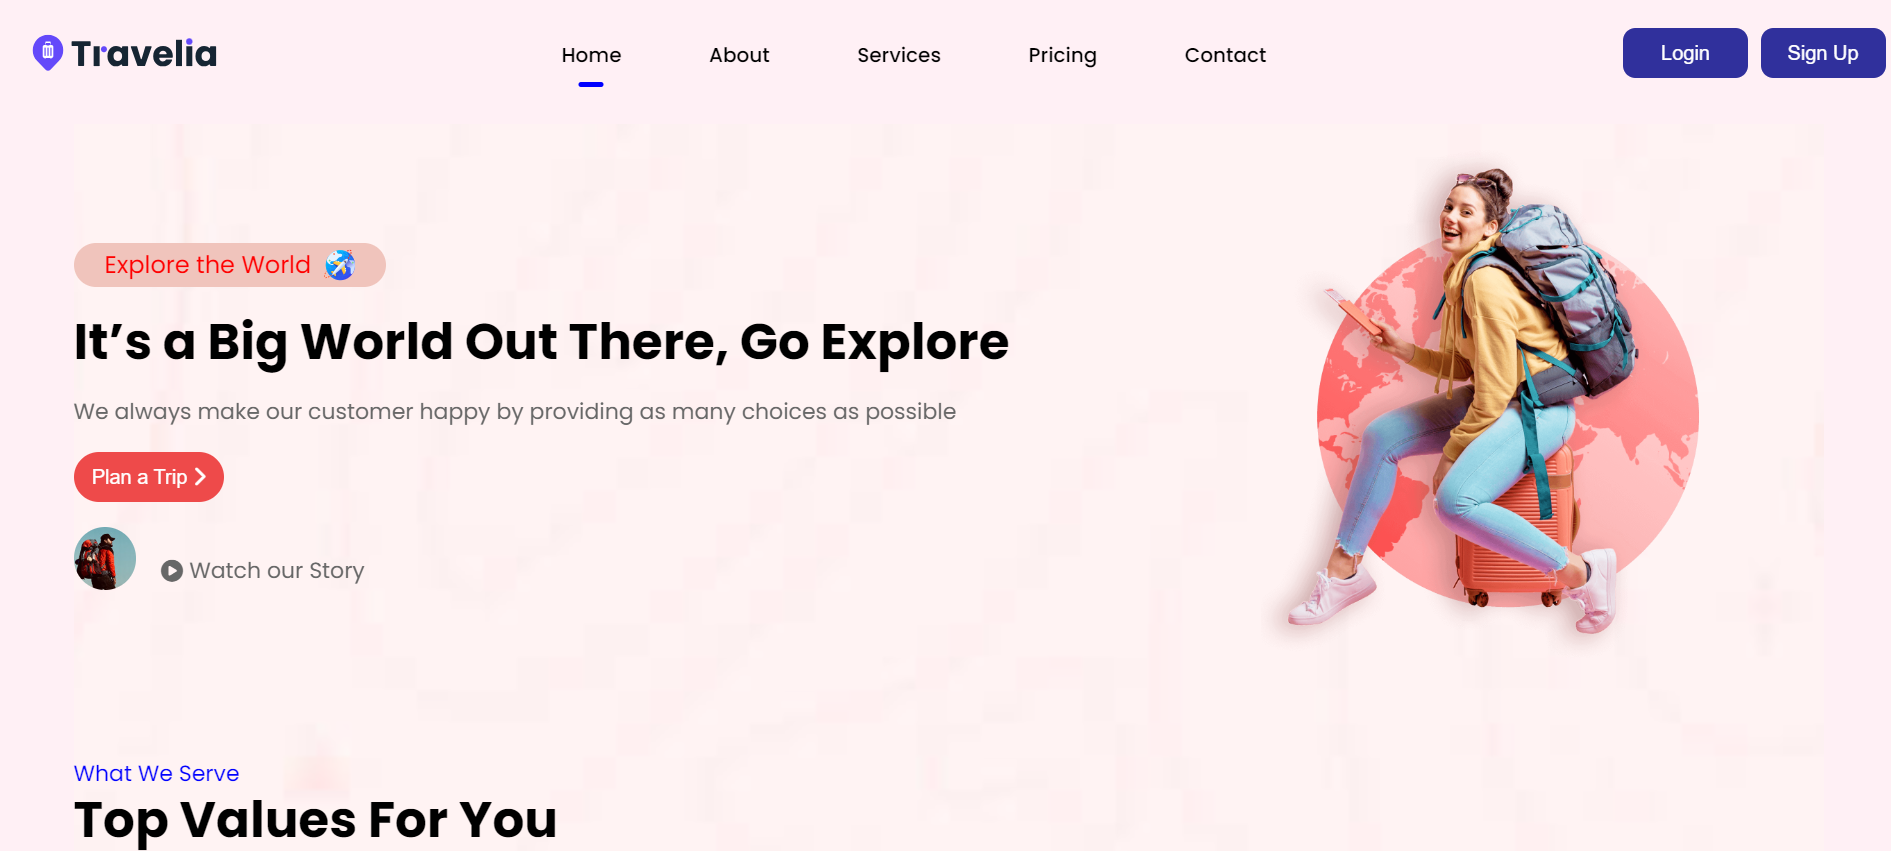 Travelia
Home About Services Pricing Contact
Login Sign Up
Explore the World
It’s a Big World Out There, Go Explore
We always make our customer happy by providing as many choices as possible
Plan a Trip
Watch our Story
What We Serve
Top Values For You